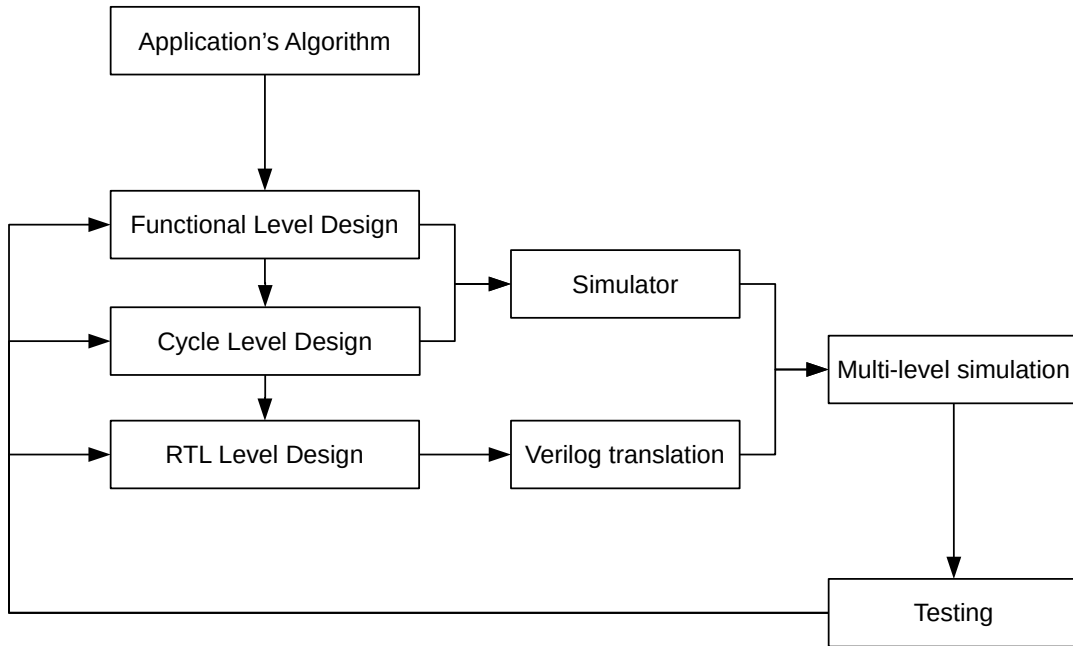 Application’s Algorithm
Functional Level Design
Simulator
Cycle Level Design
Multi-level simulation
RTL Level Design
Verilog translation
Testing